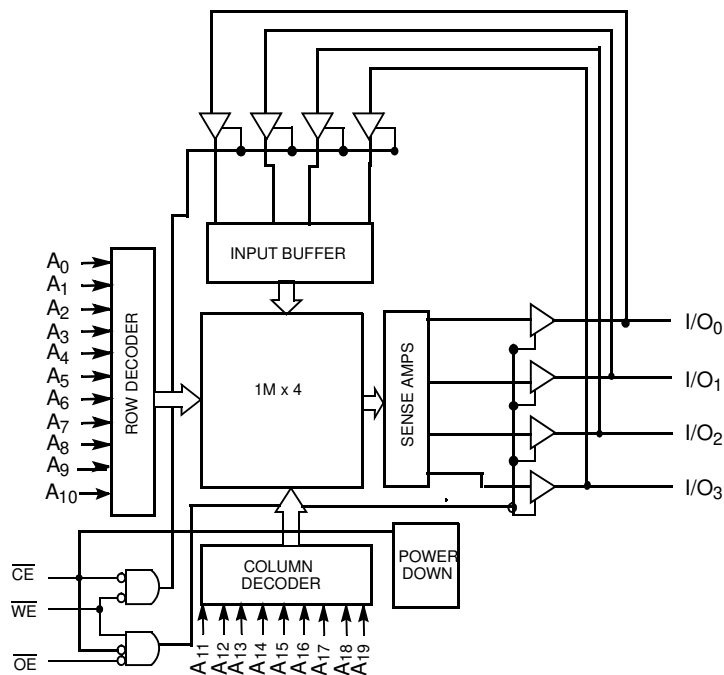 INPUT BUFFER
A0
A1
A2
A3
A4
A5
A6
A7
A8
A9
A10
ROW DECODER
1M x 4
SENSE AMPS
I/O0
I/O1
I/O2
I/O3
COLUMN
DECODER
POWER
DOWN
CE
WE
OE
A11
A12
A13
A14
A15
A16
A17
A18
A19